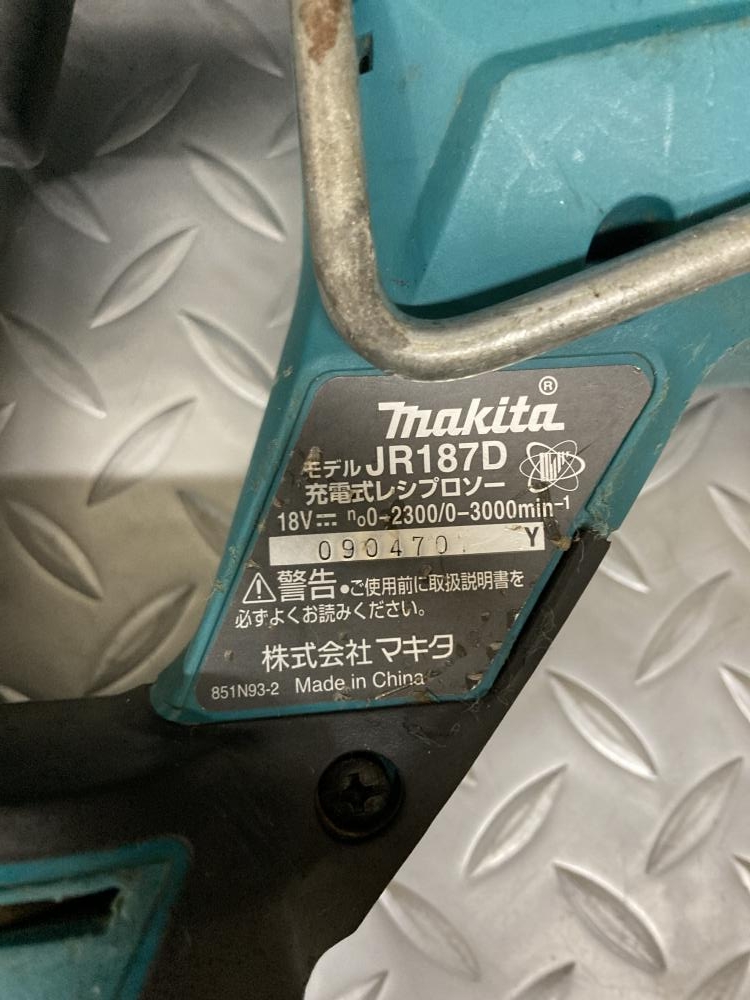 makita®
モデル JR187D
充電式レシプロソー
18V⎓ n₀0-2300/0-3000min⁻¹
090470 Y
⚠警告・ご使用前に取扱説明書を
必ずよくお読みください。
株式会社マキタ
851N93-2 Made in China